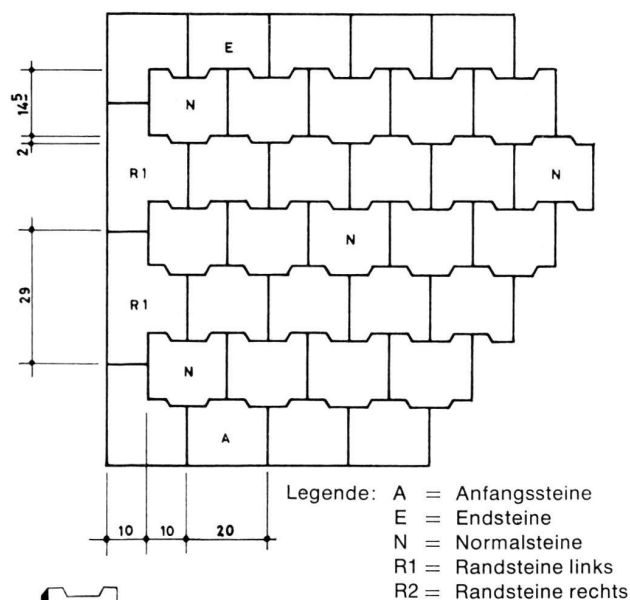 E
145
N
2
R1
N
N
29
R1
N
A
10 10 20
Legende: A = Anfangssteine
E = Endsteine
N = Normalsteine
R1 = Randsteine links
R2 = Randsteine rechts